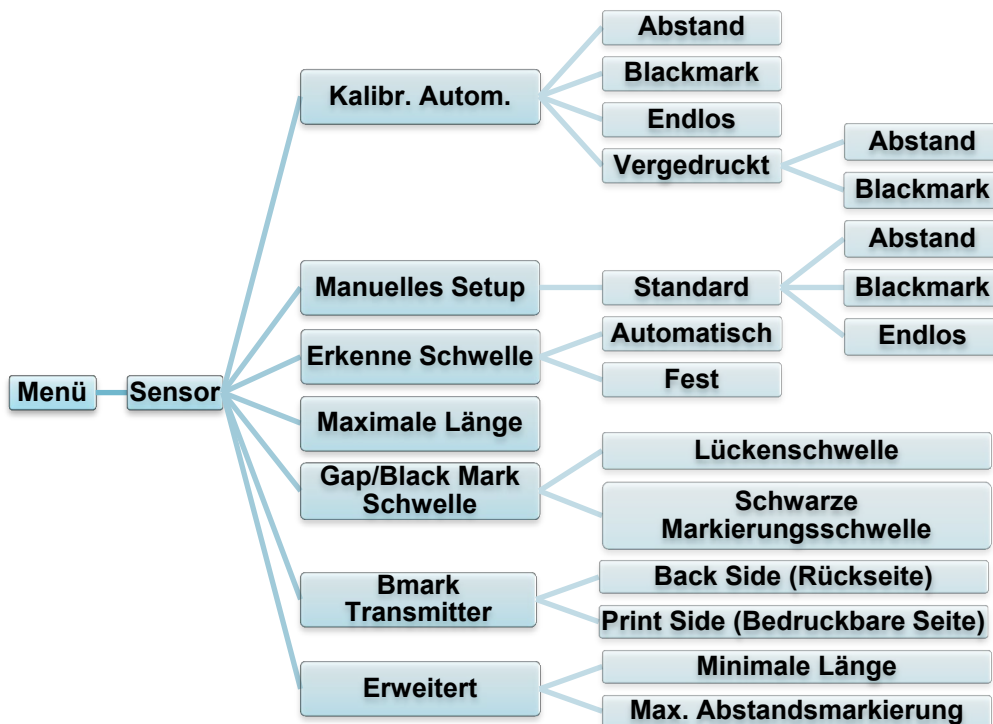 Menü
Sensor
Kalibr. Autom.
Abstand
Blackmark
Endlos
Vergedruckt
Abstand
Blackmark
Manuelles Setup
Standard
Abstand
Blackmark
Endlos
Erkenne Schwelle
Automatisch
Fest
Maximale Länge
Gap/Black Mark
Schwelle
Lückenschwelle
Schwarze
Markierungsschwelle
Bmark
Transmitter
Back Side (Rückseite)
Print Side (Bedruckbare Seite)
Erweitert
Minimale Länge
Max. Abstandsmarkierung